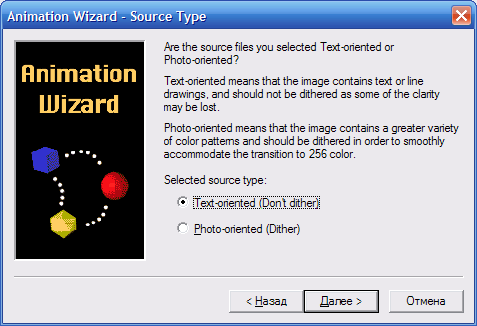 Animation Wizard - Source Type
Animation
Wizard
Are the source files you selected Text-oriented or
Photo-oriented?
Text-oriented means that the image contains text or line
drawings, and should not be dithered as some of the clarity
may be lost.
Photo-oriented means that the image contains a greater variety
of color patterns and should be dithered in order to smoothly
accommodate the transition to 256 color.
Selected source type:
Text-oriented (Don't dither)
Photo-oriented (Dither)
< Назад
Далее >
Отмена